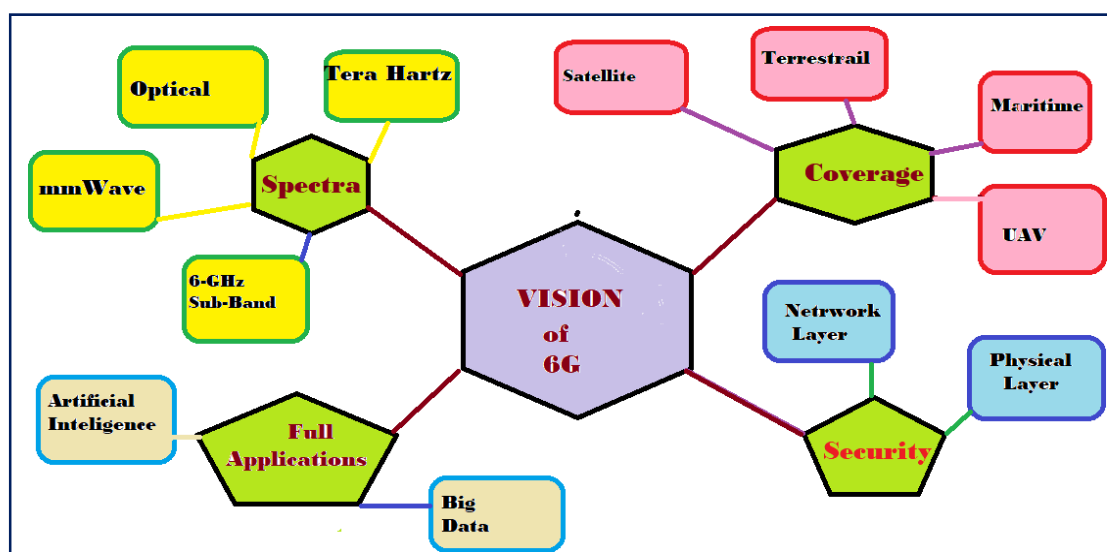 Optical
Tera Hartz
mmWave
Spectra
6-GHz
Sub-Band
Satellite
Terrestrail
Maritime
Coverage
UAV
VISION
of
6G
Netrwork
Layer
Physical
Layer
Security
Artificial
Inteligence
Full
Applications
Big
Data